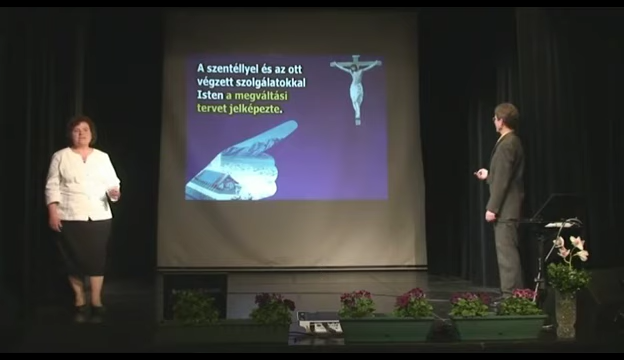 A szentéllyel és az ott
végzett szolgálatokkal
Isten a megváltási
tervet jelképezte.